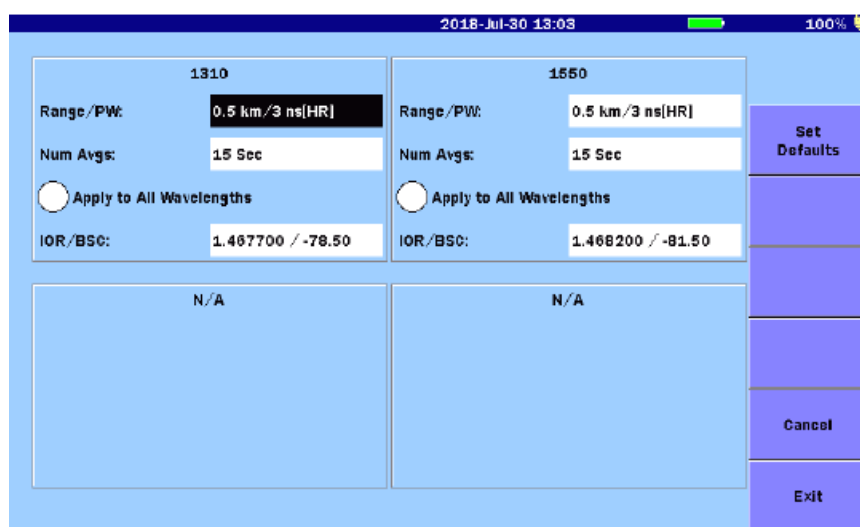 2018-Jul-30 13:03 100%
1310
Range/PW: 0.5 km/3 ns[HR]
Num Avgs: 15 Sec
Apply to All Wavelengths
IOR/BSC: 1.467700 / -78.50
1550
Range/PW: 0.5 km/3 ns[HR]
Num Avgs: 15 Sec
Apply to All Wavelengths
IOR/BSC: 1.468200 / -81.50
N/A
N/A
Set
Defaults
Cancel
Exit